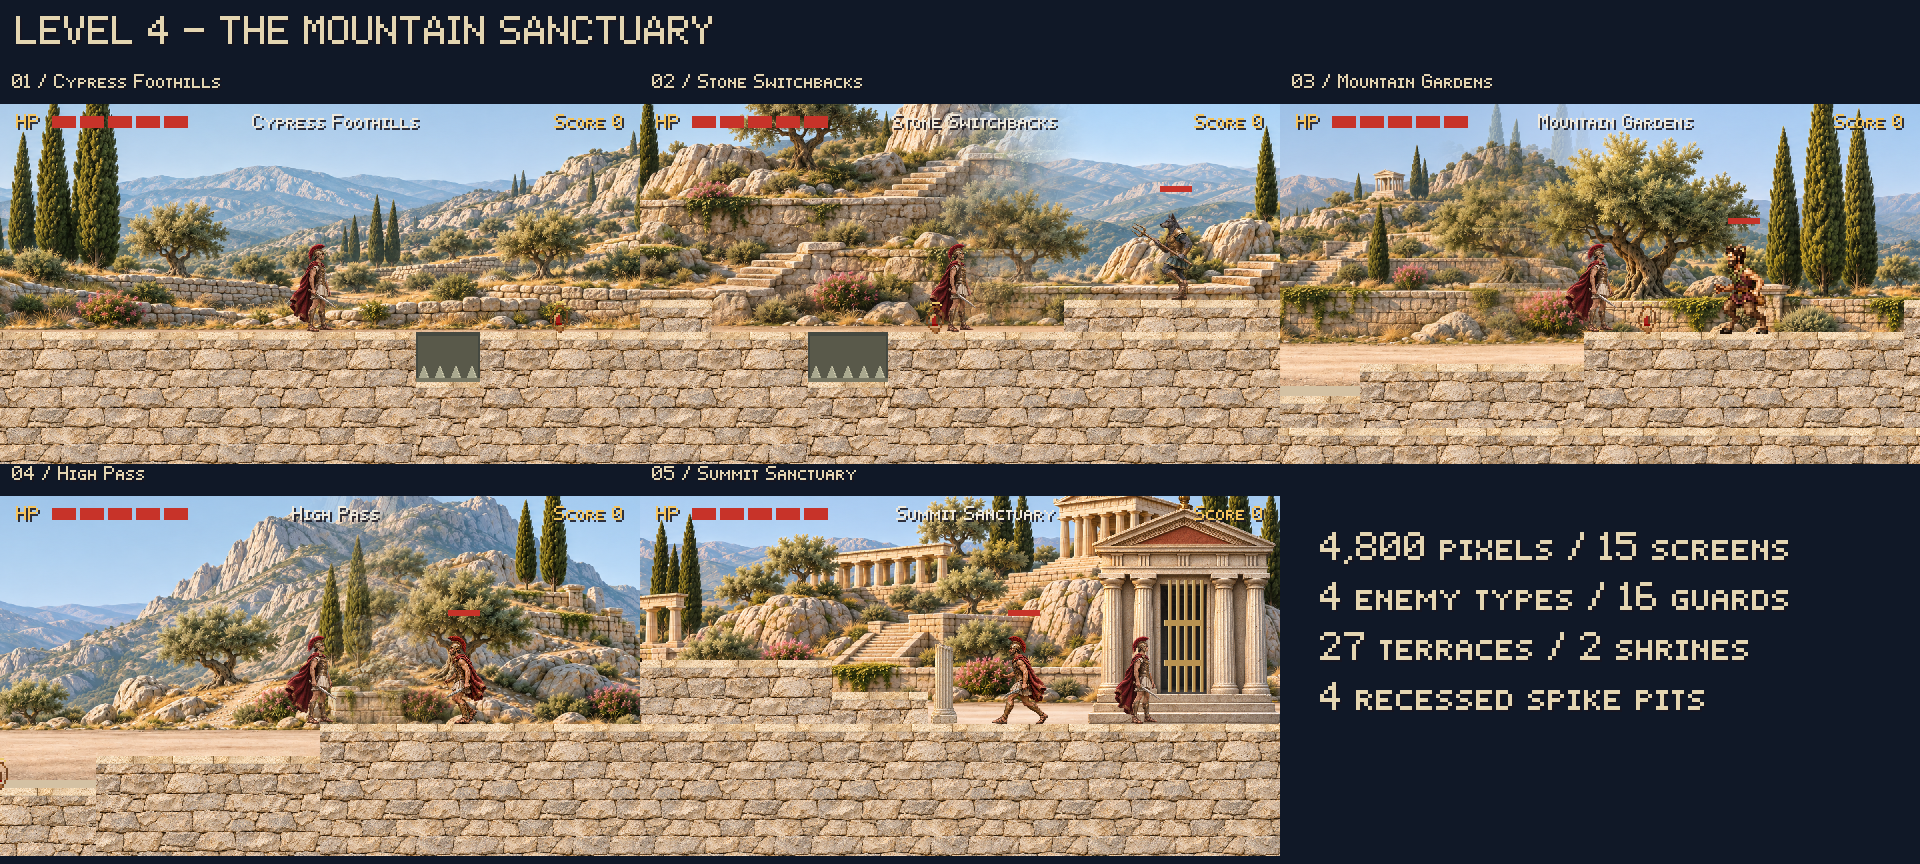 LEVEL 4 – THE MOUNTAIN SANCTUARY
01 / Cypress Foothills
02 / Stone Switchbacks
03 / Mountain Gardens
HP Cypress Foothills Score 0
HP Stone Switchbacks Score 0
HP Mountain Gardens Score 0
04 / High Pass
05 / Summit Sanctuary
HP High Pass Score 0
HP Summit Sanctuary Score 0
4,800 pixels / 15 screens
4 enemy types / 16 guards
27 terraces / 2 shrines
4 recessed spike pits